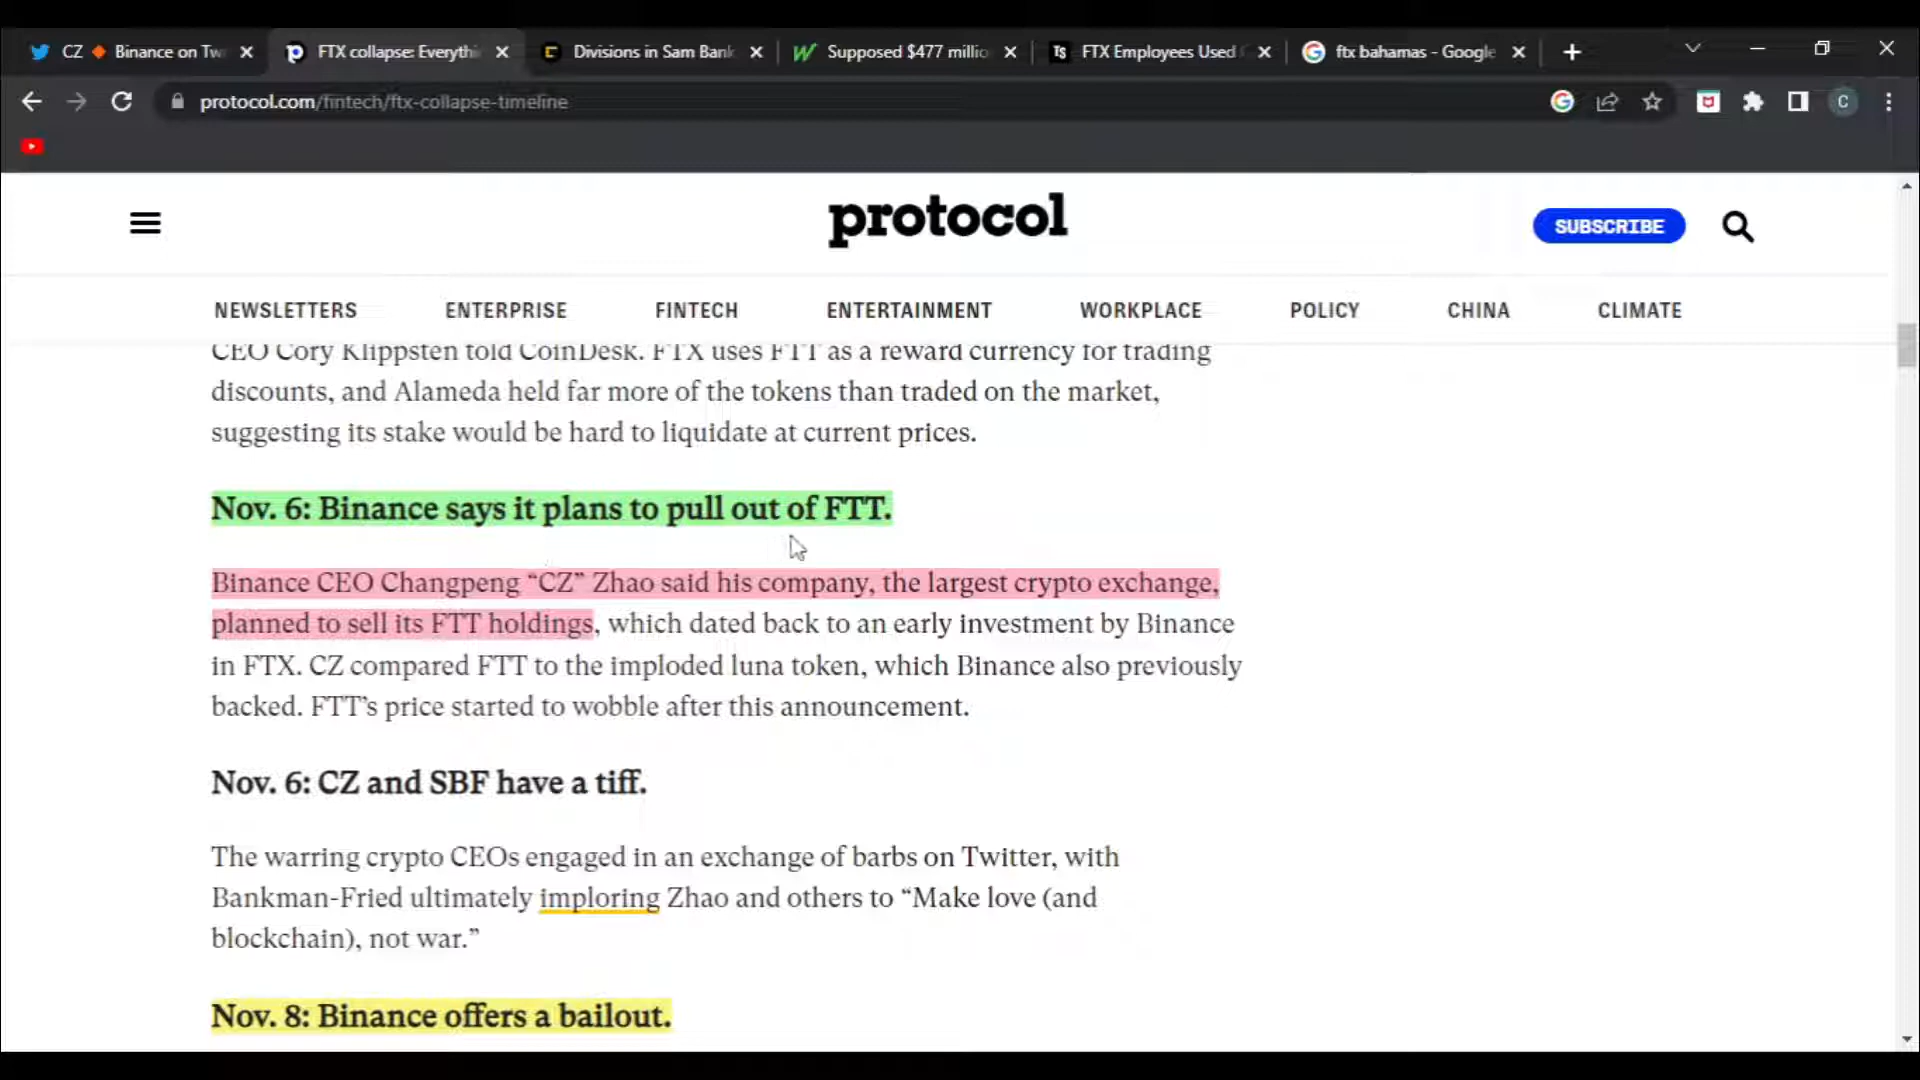 CZ 🔶 Binance on Tw
FTX collapse: Everythi
Divisions in Sam Bank
Supposed $477 millio
FTX Employees Used
ftx bahamas - Google
protocol.com/fintech/ftx-collapse-timeline
C
protocol
SUBSCRIBE
NEWSLETTERS ENTERPRISE FINTECH ENTERTAINMENT WORKPLACE POLICY CHINA CLIMATE
CEO Cory Klippsten told CoinDesk. FTX uses FTT as a reward currency for trading
discounts, and Alameda held far more of the tokens than traded on the market,
suggesting its stake would be hard to liquidate at current prices.
Nov. 6: Binance says it plans to pull out of FTT.
Binance CEO Changpeng “CZ” Zhao said his company, the largest crypto exchange,
planned to sell its FTT holdings, which dated back to an early investment by Binance
in FTX. CZ compared FTT to the imploded luna token, which Binance also previously
backed. FTT’s price started to wobble after this announcement.
Nov. 6: CZ and SBF have a tiff.
The warring crypto CEOs engaged in an exchange of barbs on Twitter, with
Bankman-Fried ultimately imploring Zhao and others to “Make love (and
blockchain), not war.”
Nov. 8: Binance offers a bailout.